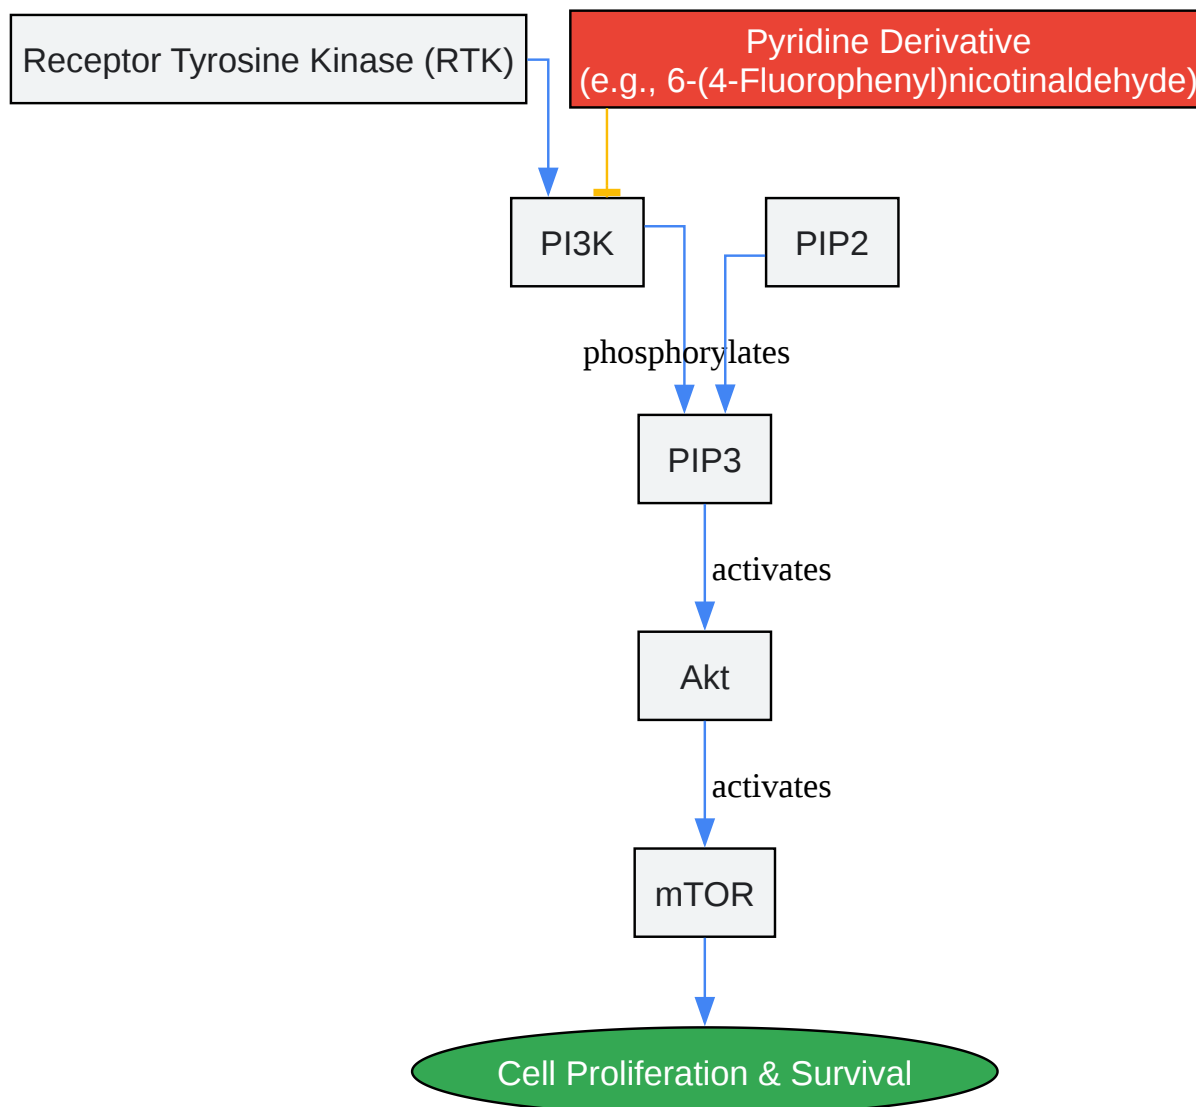 Receptor Tyrosine Kinase (RTK)
Pyridine Derivative
(e.g., 6-(4-Fluorophenyl)nicotinaldehyde)
PI3K
PIP2
phosphorylates
PIP3
activates
Akt
activates
mTOR
Cell Proliferation & Survival